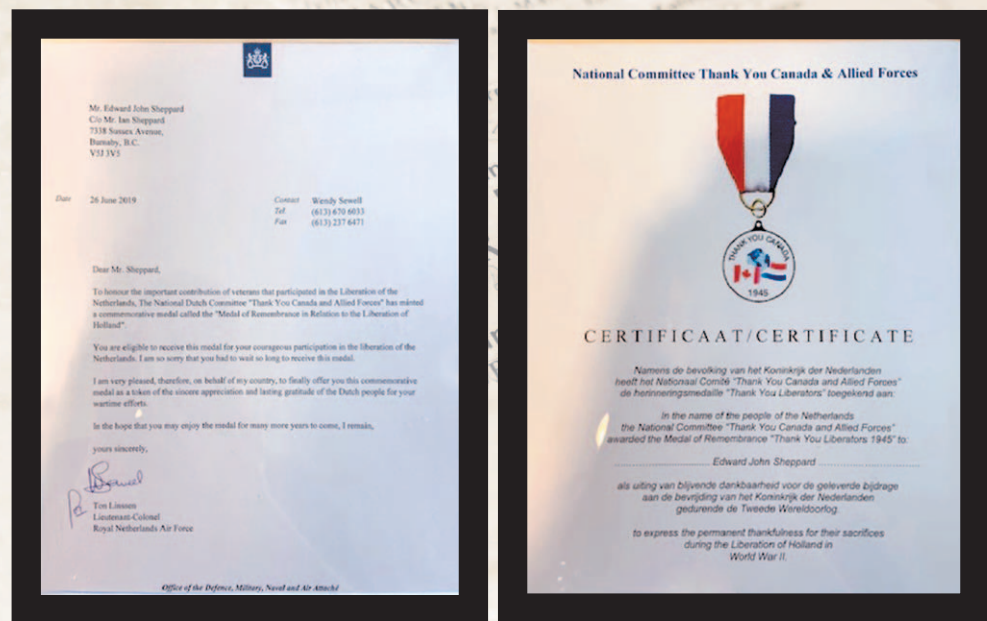 Mr. Edward John Sheppard
C/o Mr. Ian Sheppard
7338 Sussex Avenue,
Burnaby, B.C.
V5J 3V5
Date 26 June 2019
Contact Wendy Sewell
Tel (613) 670 6033
Fax (613) 237 6471
Dear Mr. Sheppard,
To honour the important contribution of veterans that participated in the Liberation of the
Netherlands, The National Dutch Committee "Thank You Canada and Allied Forces" has minted
a commemorative medal called the "Medal of Remembrance in Relation to the Liberation of
Holland".
You are eligible to receive this medal for your courageous participation in the liberation of the
Netherlands. I am so sorry that you had to wait so long to receive this medal.
I am very pleased, therefore, on behalf of my country, to finally offer you this commemorative
medal as a token of the sincere appreciation and lasting gratitude of the Dutch people for your
wartime efforts.
In the hope that you may enjoy the medal for many more years to come, I remain,
yours sincerely,
Ton Linssen
Lieutenant-Colonel
Royal Netherlands Air Force
Office of the Defence, Military, Naval and Air Attaché
National Committee Thank You Canada & Allied Forces
THANK YOU CANADA
1945
CERTIFICAAT/CERTIFICATE
Namens de bevolking van het Koninkrijk der Nederlanden
heeft het Nationaal Comité "Thank You Canada and Allied Forces"
de herinneringsmedaille "Thank You Liberators" toegekend aan:
In the name of the people of the Netherlands
the National Committee "Thank You Canada and Allied Forces"
awarded the Medal of Remembrance "Thank You Liberators 1945" to:
Edward John Sheppard
als uiting van blijvende dankbaarheid voor de geleverde bijdrage
aan de bevrijding van het Koninkrijk der Nederlanden
gedurende de Tweede Wereldoorlog.
to express the permanent thankfulness for their sacrifices
during the Liberation of Holland in
World War II.